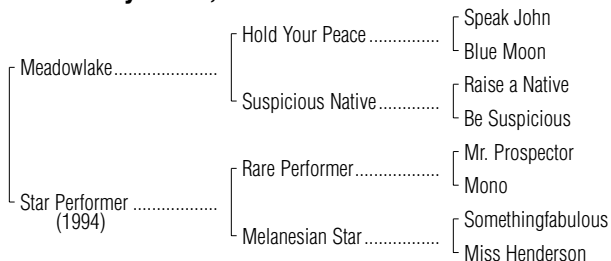 Speak John
Hold Your Peace ...............
Blue Moon
Meadowlake......................
Raise a Native
Suspicious Native.............
Be Suspicious
Mr. Prospector
Rare Performer..................
Mono
Star Performer ..................
(1994)
Somethingfabulous
Melanesian Star................
Miss Henderson